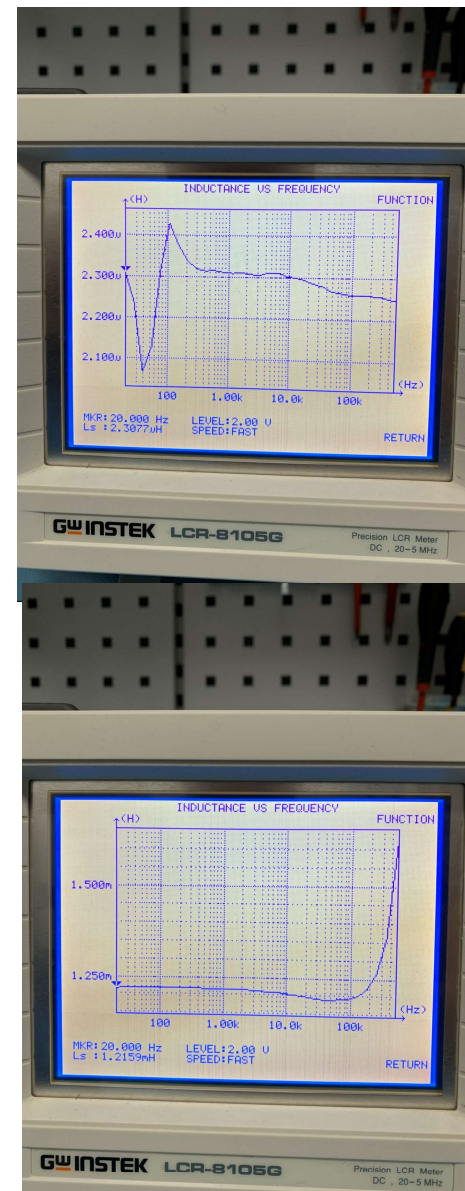 INDUCTANCE VS FREQUENCY
(H) FUNCTION
2.400u
2.300u
2.200u
2.100u
(Hz)
100 1.00k 10.0k 100k
MKR:20.000 Hz LEVEL:2.00 V
Ls :2.3077uH SPEED:FAST
RETURN
GW INSTEK LCR-8105G Precision LCR Meter
DC , 20~5 MHz
INDUCTANCE VS FREQUENCY
(H) FUNCTION
1.500m
1.250m
(Hz)
100 1.00k 10.0k 100k
MKR:20.000 Hz LEVEL:2.00 V
Ls :1.2159mH SPEED:FAST
RETURN
GW INSTEK LCR-8105G Precision LCR Meter
DC , 20~5 MHz